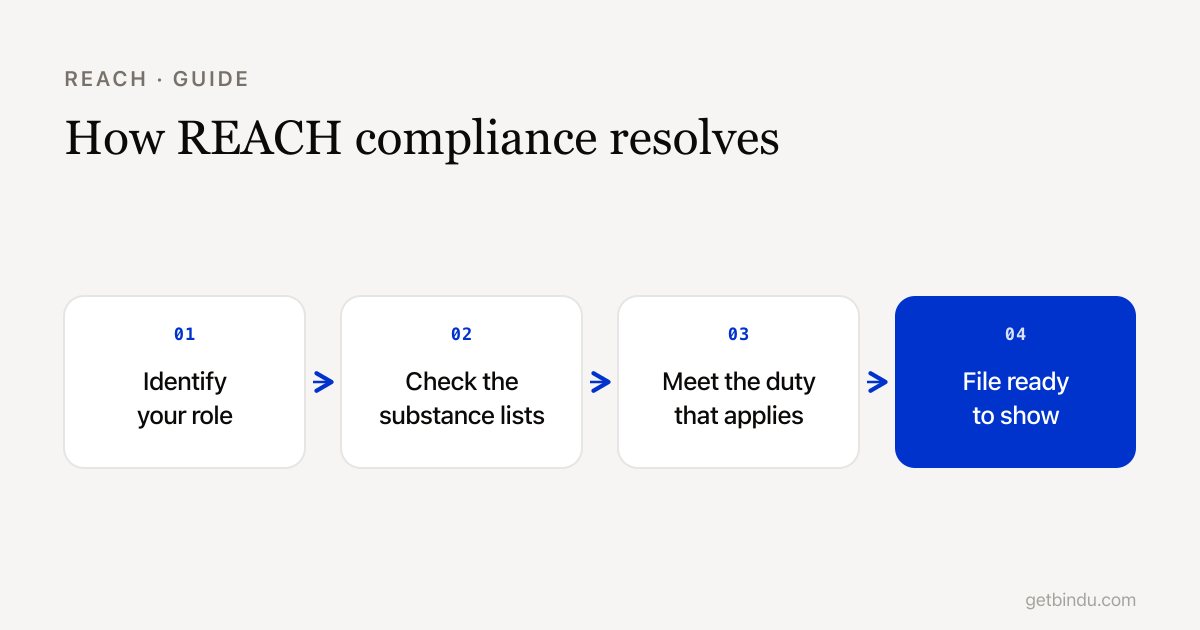 REACH · GUIDE
How REACH compliance resolves
01
Identify
your role
02
Check the
substance lists
03
Meet the duty
that applies
04
File ready
to show
getbindu.com